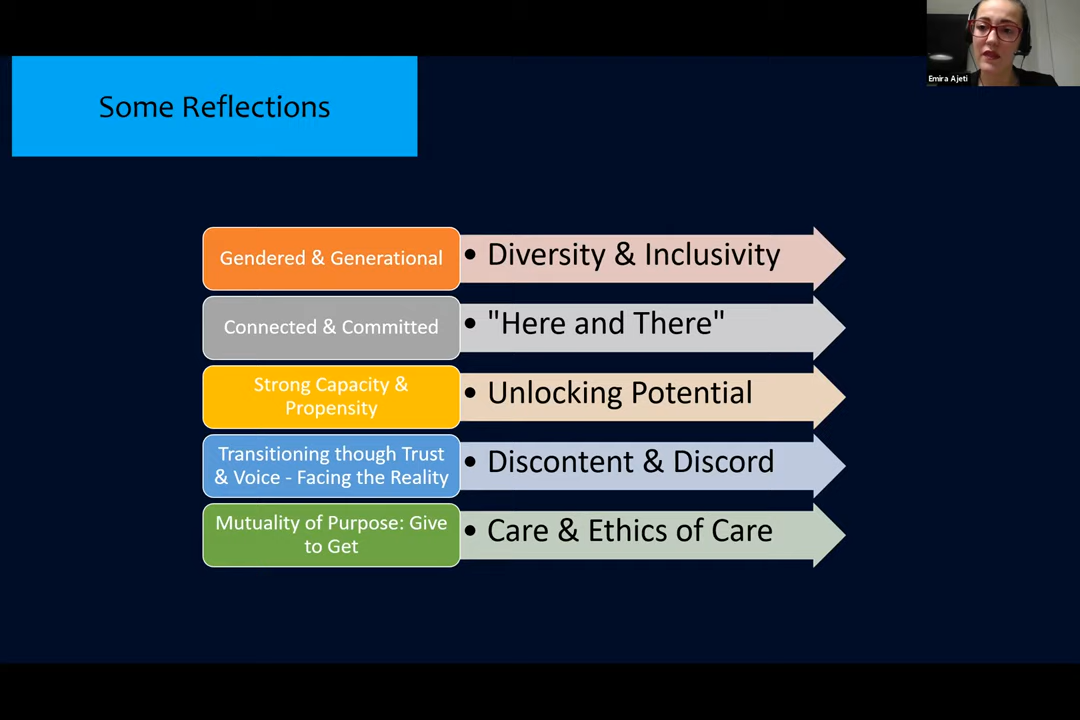 Emira Ajeti
Some Reflections
Gendered & Generational
• Diversity & Inclusivity
Connected & Committed
• "Here and There"
Strong Capacity &
Propensity
• Unlocking Potential
Transitioning though Trust
& Voice - Facing the Reality
• Discontent & Discord
Mutuality of Purpose: Give
to Get
• Care & Ethics of Care